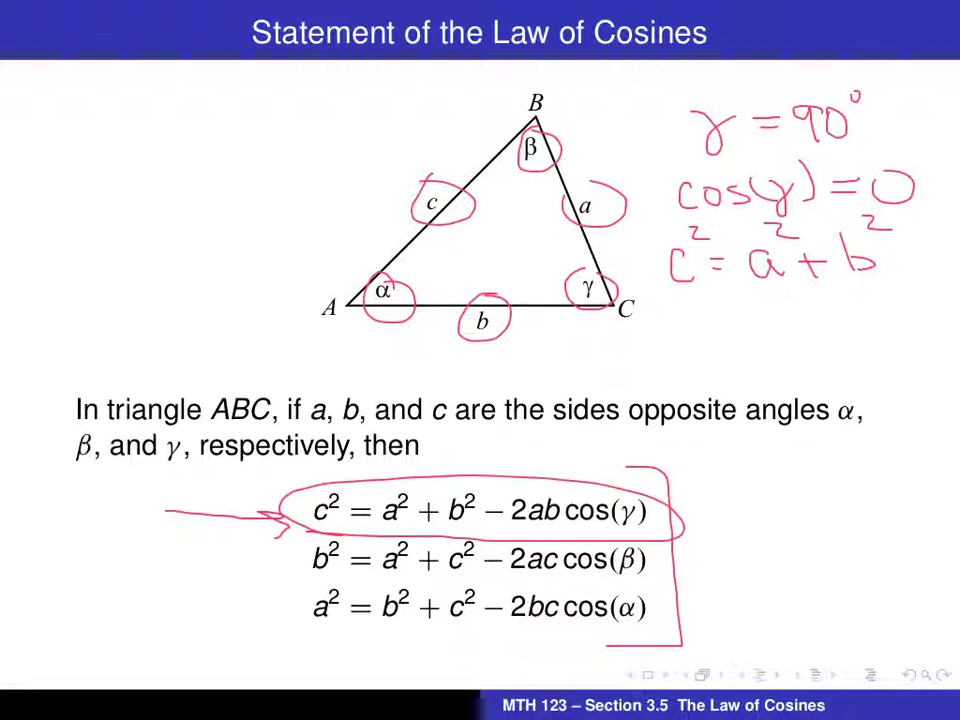 Statement of the Law of Cosines
B
β
c
a
α
γ
A
b
C
γ = 90°
cos(γ) = 0
c² = a² + b²
In triangle ABC, if a, b, and c are the sides opposite angles α,
β, and γ, respectively, then
c² = a² + b² − 2ab cos(γ)
b² = a² + c² − 2ac cos(β)
a² = b² + c² − 2bc cos(α)
MTH 123 – Section 3.5 The Law of Cosines